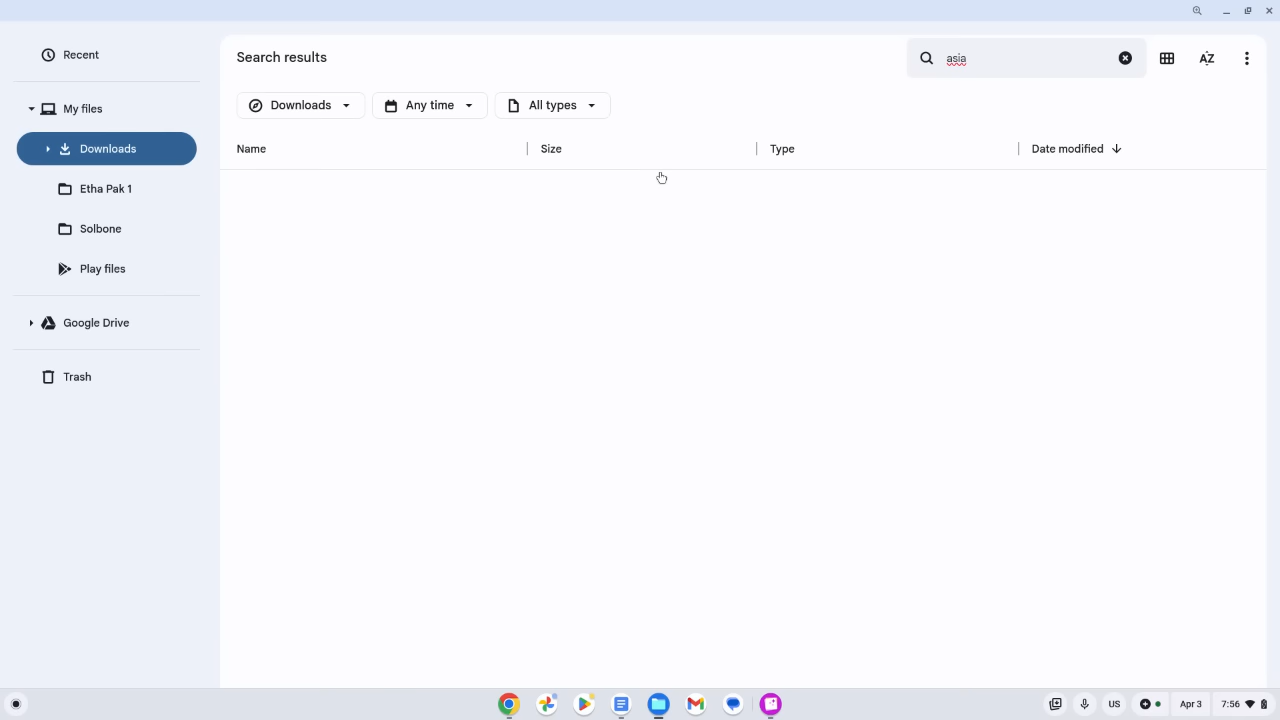 Recent
My files
Downloads
Etha Pak 1
Solbone
Play files
Google Drive
Trash
Search results
asia
AZ
Downloads
Any time
All types
Name
Size
Type
Date modified
US
Apr 3
7:56